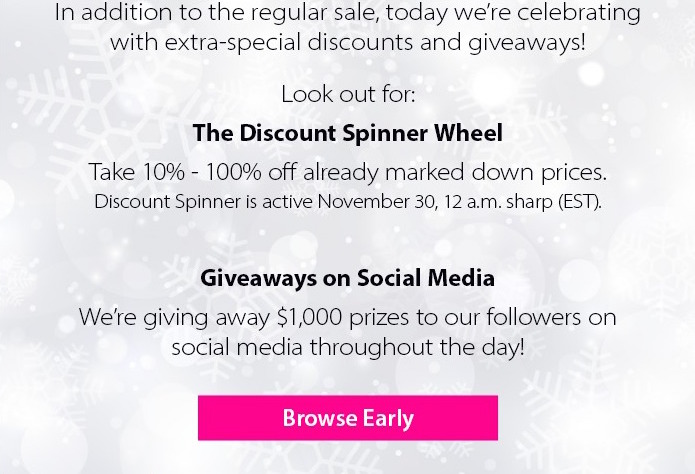 In addition to the regular sale, today we're celebrating
with extra-special discounts and giveaways!
Look out for:
The Discount Spinner Wheel
Take 10% - 100% off already marked down prices.
Discount Spinner is active November 30, 12 a.m. sharp (EST).
Giveaways on Social Media
We're giving away $1,000 prizes to our followers on
social media throughout the day!
Browse Early